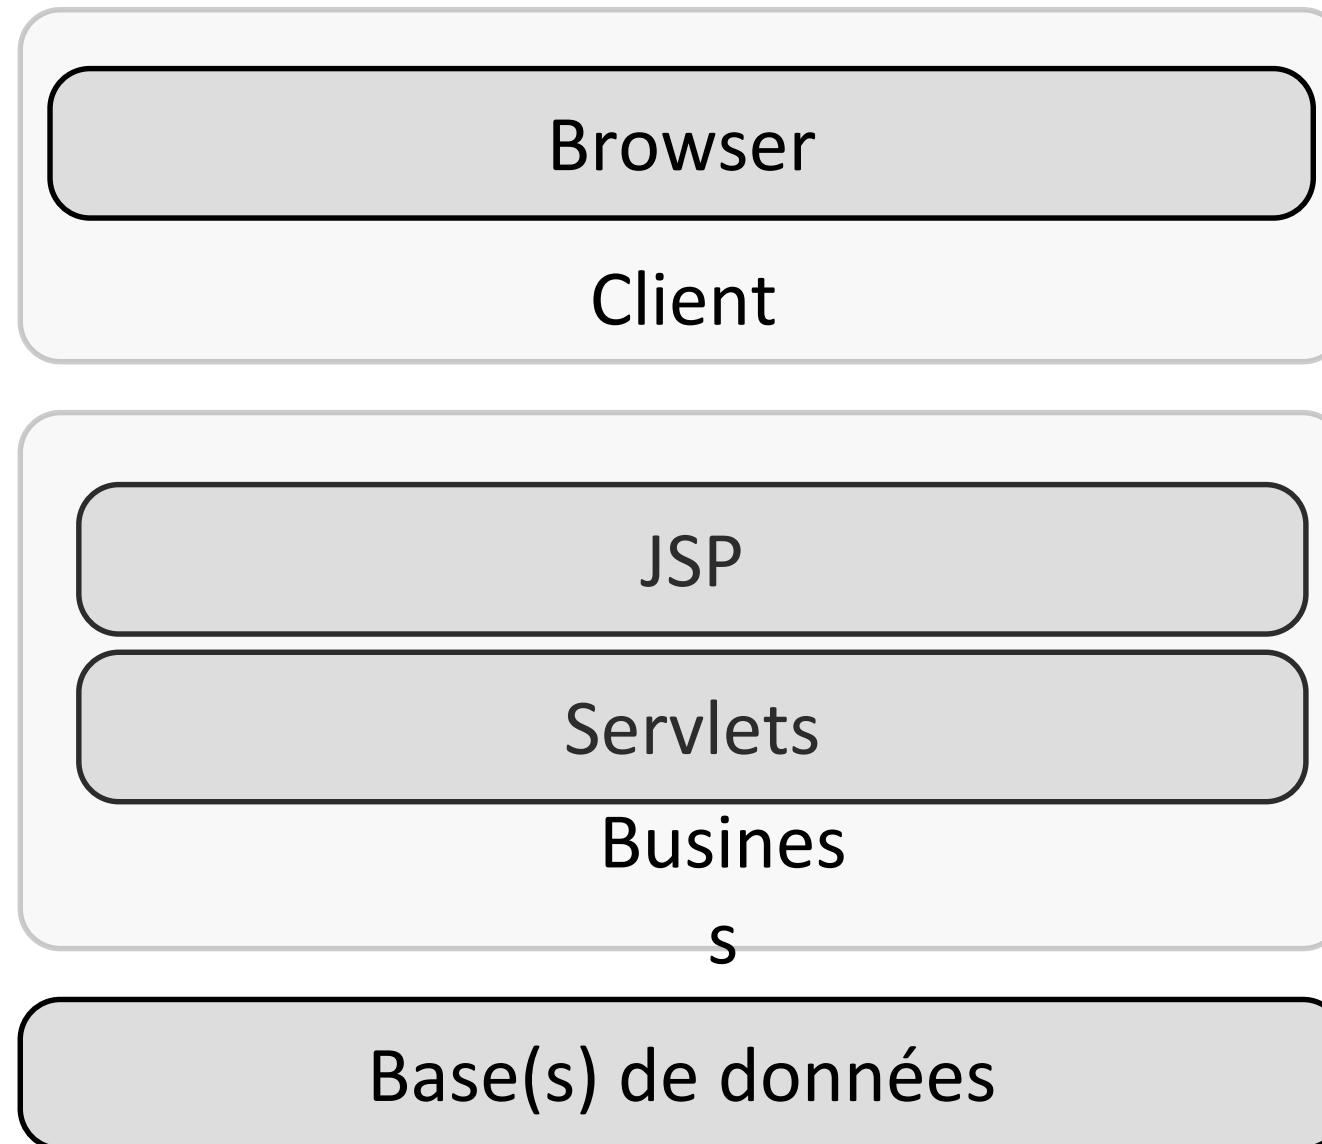 Browser
Client
JSP
Servlets
Busines
s
Base(s) de données